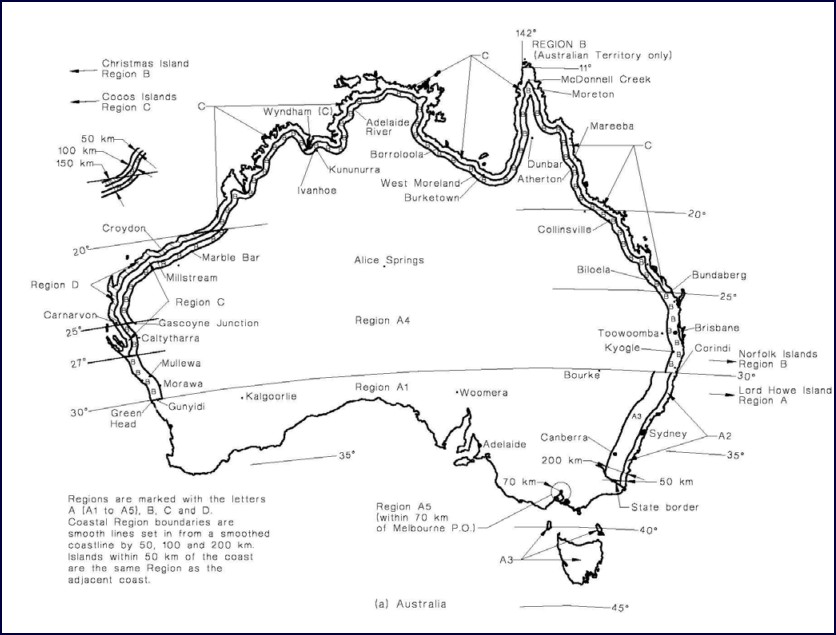 142°
REGION B
(Australian Territory only)
11°
McDonnell Creek
Moreton
Christmas Island
Region B
Cocos Islands
Region C
C
C
Wyndham (C)
Adelaide
River
Mareeba
50 km
100 km
150 km
Borroloola
C
Kununurra
Dunbar
Ivanhoe
West Moreland
Atherton
Burketown
20°
Croydon
Collinsville
20°
Marble Bar
Alice Springs
Biloela
Bundaberg
Millstream
Region D
25°
Region C
Carnarvon
Gascoyne Junction
Region A4
Toowoomba
Brisbane
25°
Caltytharra
Kyogle
Corindi
Norfolk Islands
Region B
27°
Mullewa
Bourke
30°
Morawa
Region A1
Lord Howe Island
Region A
Kalgoorlie
Woomera
30°
Gunyidi
Green
Head
A3
Canberra
Sydney
A2
Adelaide
35°
35°
200 km
70 km
50 km
Regions are marked with the letters
A (A1 to A5), B, C and D.
Coastal Region boundaries are
smooth lines set in from a smoothed
coastline by 50, 100 and 200 km.
Islands within 50 km of the coast
are the same Region as the
adjacent coast.
Region A5
(within 70 km
of Melbourne P.O.)
State border
40°
A3
(a) Australia
45°